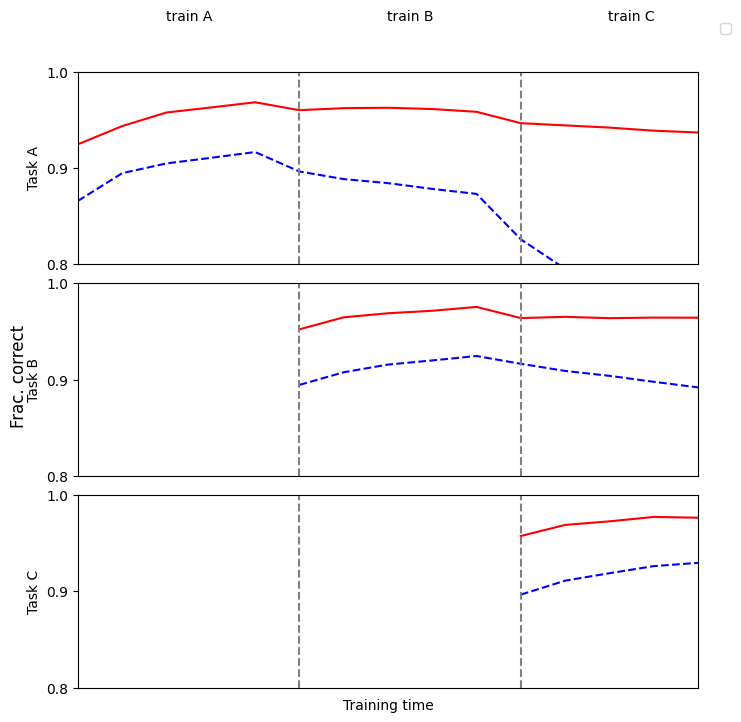 train A train B train C
1.0
0.9
0.8
Task A
1.0
0.9
0.8
Task B
Frac. correct
1.0
0.9
0.8
Task C
Training time